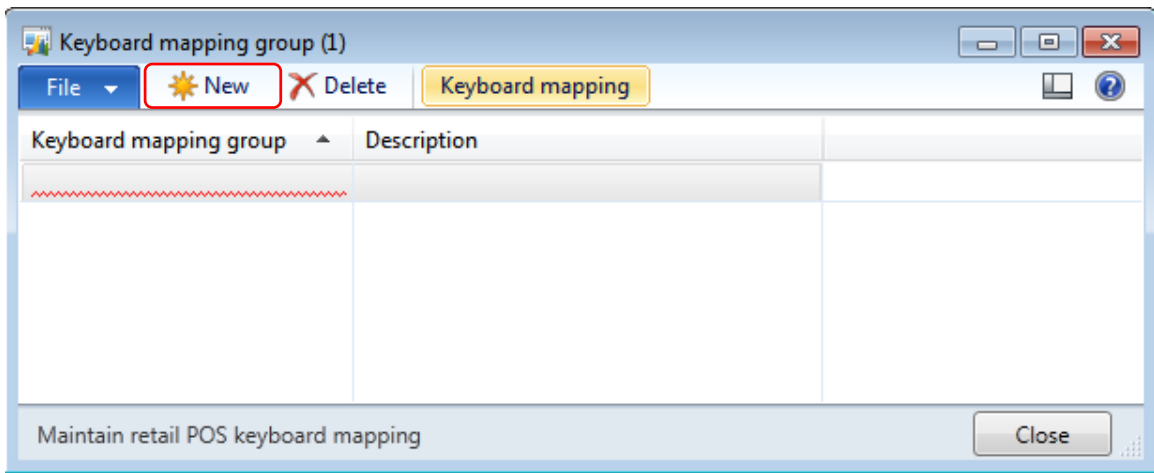 Keyboard mapping group (1)
File New Delete Keyboard mapping
Keyboard mapping group Description
Maintain retail POS keyboard mapping Close